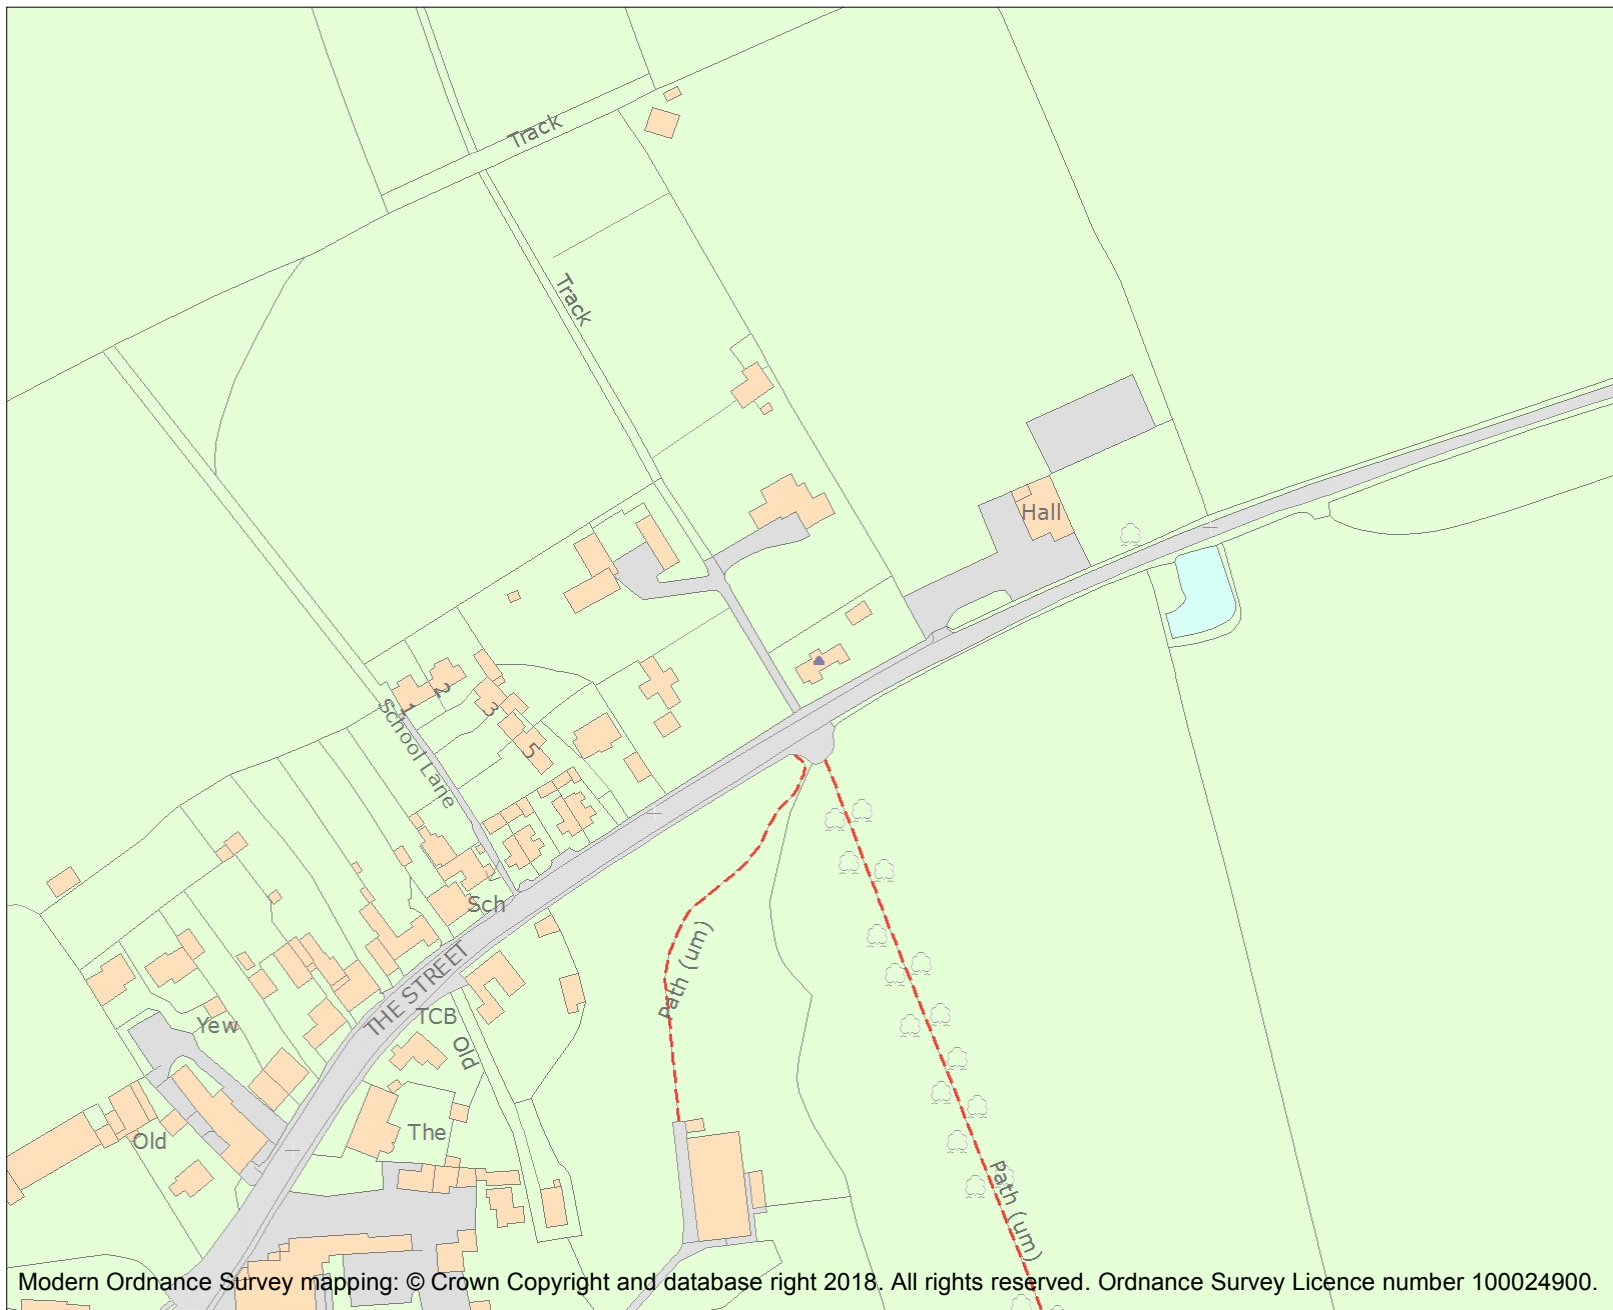 Track
Track
Hall
2
1
3
School Lane
5
Sch
THE STREET
Path (um)
TCB
Yew
Old
The
Old
Path (um)
Modern Ordnance Survey mapping: © Crown Copyright and database right 2018. All rights reserved. Ordnance Survey Licence number 100024900.